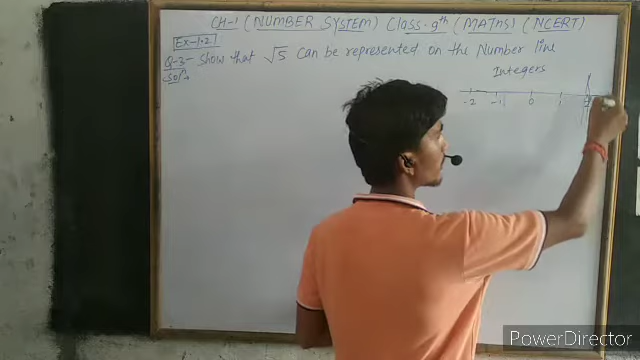 CH-1 (NUMBER SYSTEM) Class-9th (MATHS) (NCERT)
Ex-1.2
Q.3- Show that √5 Can be represented on the Number line
Solⁿ
Integers
-2 -1 0 1 2
PowerDirector